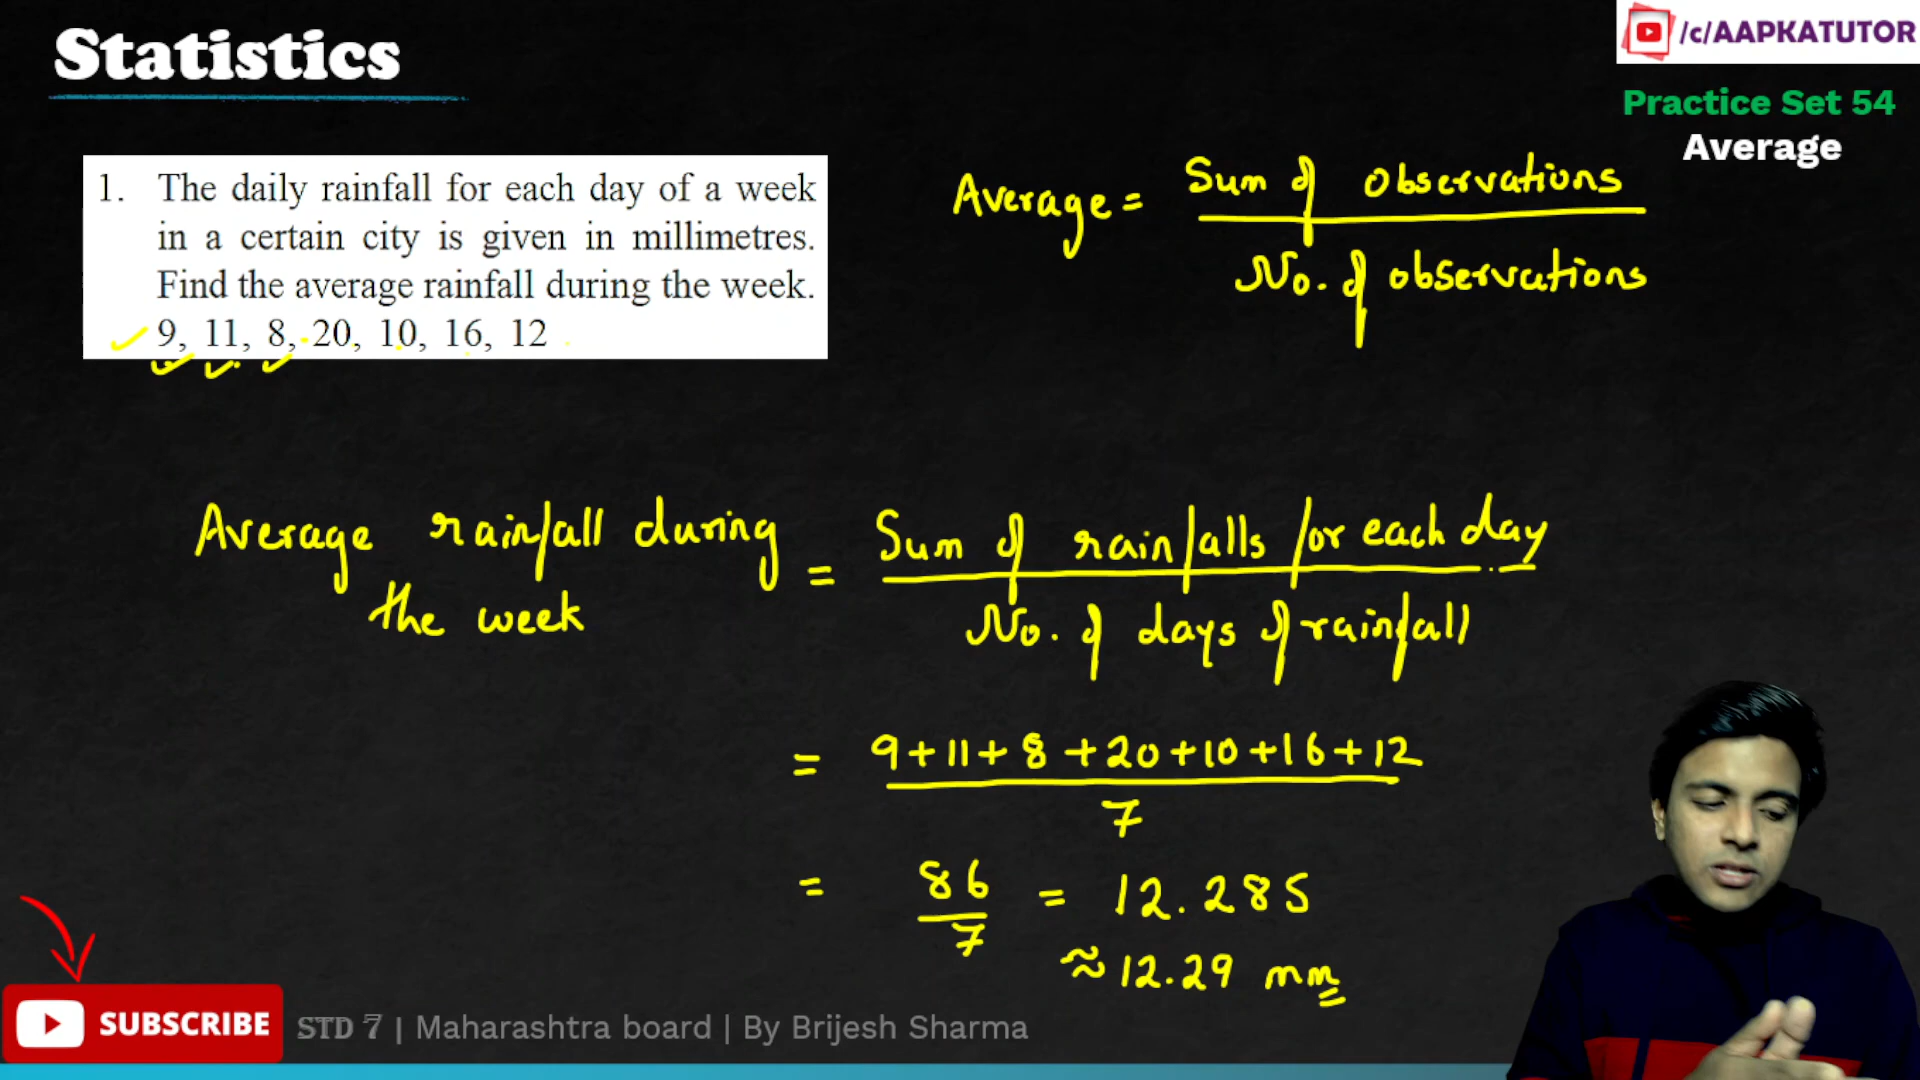 Statistics
/c/AAPKATUTOR
Practice Set 54
Average
1. The daily rainfall for each day of a week
in a certain city is given in millimetres.
Find the average rainfall during the week.
9, 11, 8, 20, 10, 16, 12
Average = Sum of observations
No. of observations
Average rainfall during
the week
= Sum of rainfalls for each day
No. of days of rainfall
= 9+11+8+20+10+16+12
7
= 86
7
= 12.285
≈ 12.29 mm
SUBSCRIBE
STD 7 | Maharashtra board | By Brijesh Sharma